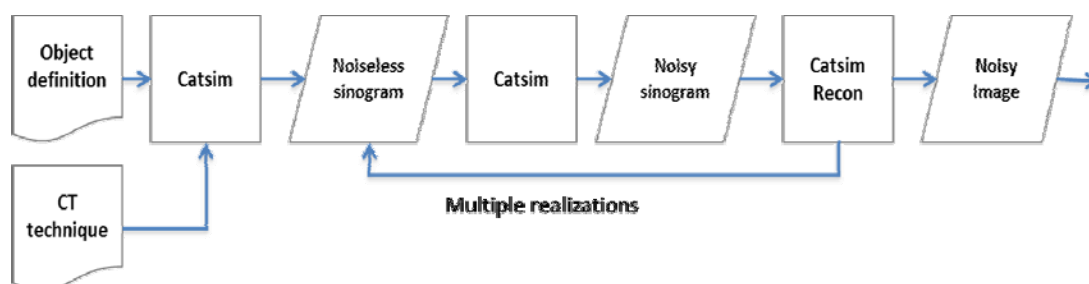 Object
definition
Catsim
Noiseless
sinogram
Catsim
Noisy
sinogram
Catsim
Recon
Noisy
Image
CT
technique
Multiple realizations